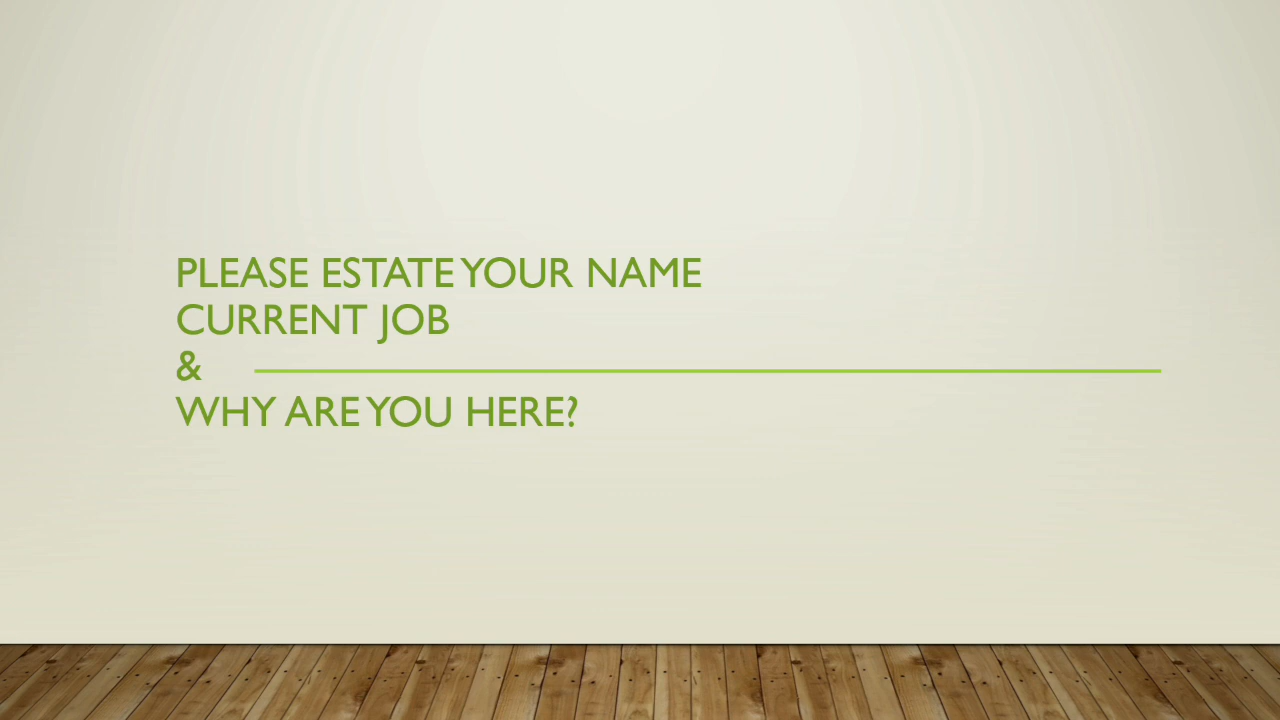 PLEASE ESTATE YOUR NAME
CURRENT JOB
&
WHY ARE YOU HERE?